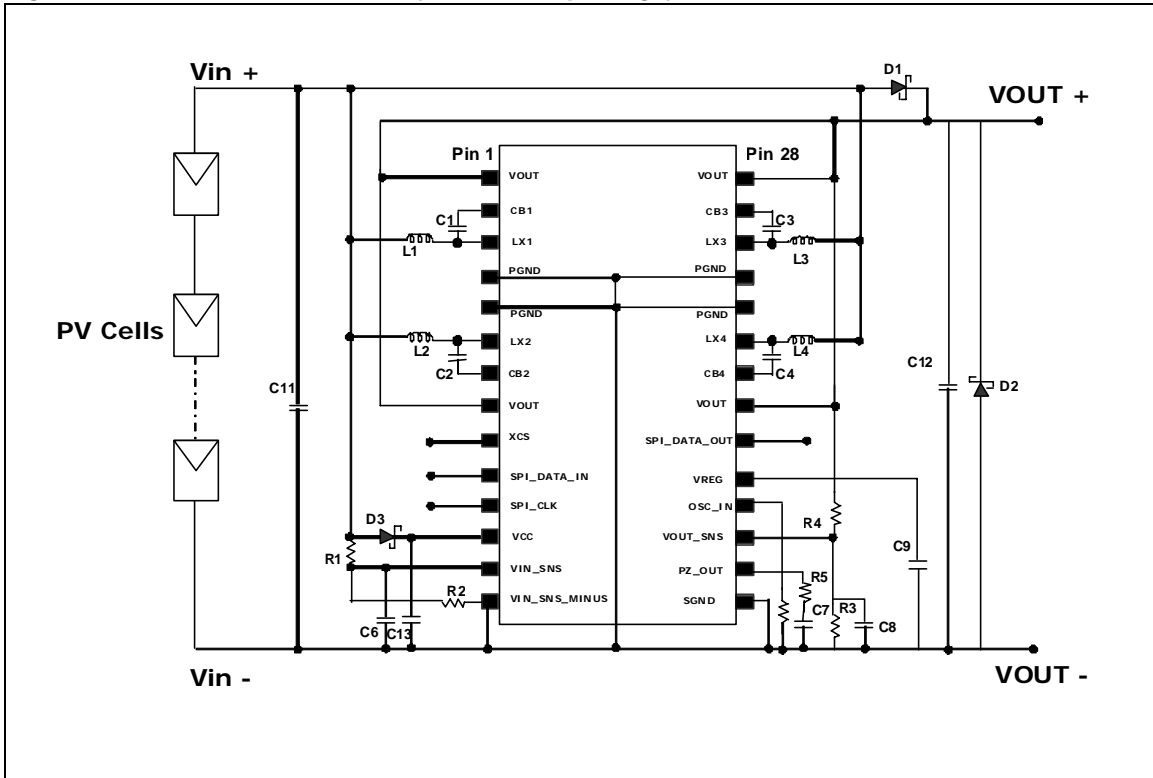 Vin +
D1
VOUT +
Pin 1
Pin 28
VOUT
VOUT
CB1
CB3
C1
C3
LX1
LX3
L1
L3
PGND
PGND
PGND
PGND
PV Cells
LX2
LX4
L2
L4
C2
C4
CB2
CB4
C11
C12
D2
VOUT
VOUT
XCS
SPI_DATA_OUT
SPI_DATA_IN
VREG
SPI_CLK
OSC_IN
D3
R4
VCC
VOUT_SNS
R1
C9
VIN_SNS
PZ_OUT
R5
R2
VIN_SNS_MINUS
SGND
C6
C13
C7
R3
C8
Vin -
VOUT -